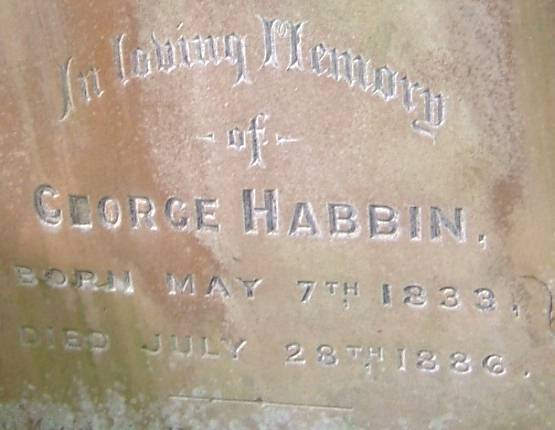 In loving Memory
- of -
GEORGE HABBIN,
BORN MAY 7TH 1833,
DIED JULY 28TH 1886.